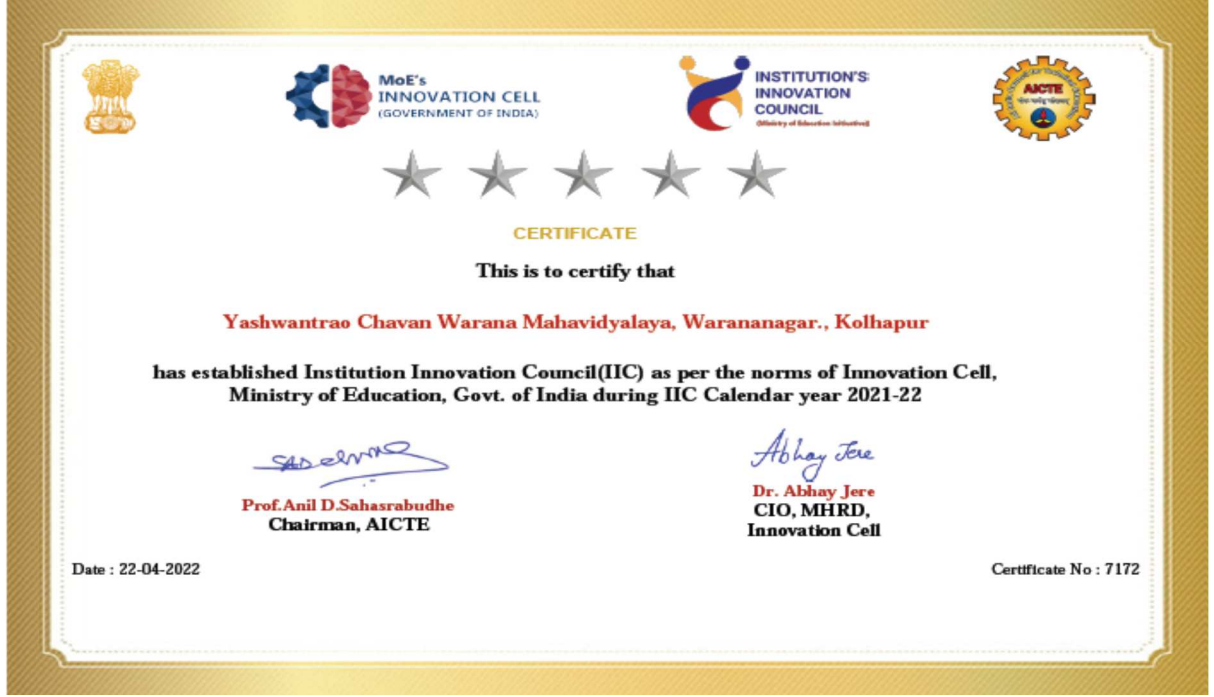 MoE's
INNOVATION CELL
(GOVERNMENT OF INDIA)
INSTITUTION'S
INNOVATION
COUNCIL
(Ministry of Education Initiative)
AICTE
CERTIFICATE
This is to certify that
Yashwantrao Chavan Warana Mahavidyalaya, Warananagar., Kolhapur
has established Institution Innovation Council(IIC) as per the norms of Innovation Cell,
Ministry of Education, Govt. of India during IIC Calendar year 2021-22
Abhay Jere
Prof.Anil D.Sahasrabudhe
Chairman, AICTE
Dr. Abhay Jere
CIO, MHRD,
Innovation Cell
Date : 22-04-2022
Certificate No : 7172